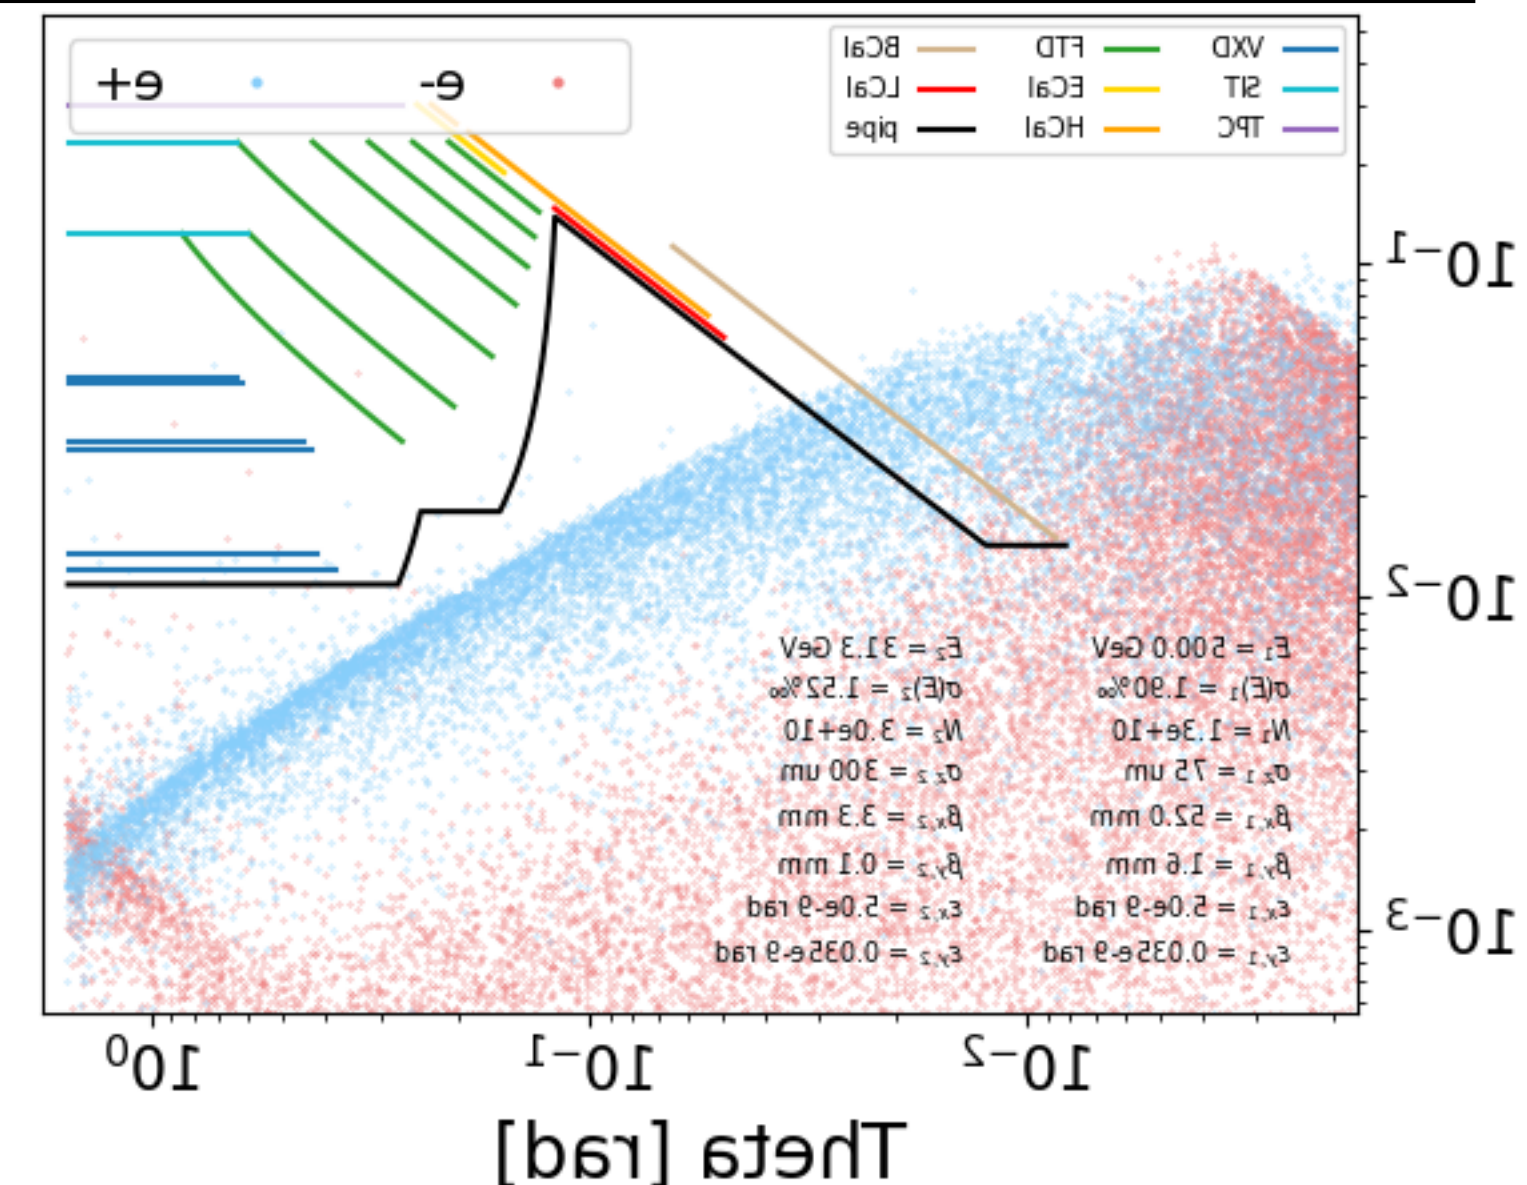 VXD FTD BCal
SIT ECal LCal
TPC HCal pipe
e- e+
10⁻¹
10⁻²
10⁻³
E₁ = 500.0 GeV E₂ = 31.3 GeV
σ(E)₁ = 1.90‰ σ(E)₂ = 1.52‰
N₁ = 1.3e+10 N₂ = 3.0e+10
σz,1 = 75 um σz,2 = 300 um
βx,1 = 52.0 mm βx,2 = 3.3 mm
βy,1 = 1.6 mm βy,2 = 0.1 mm
εx,1 = 5.0e-9 rad εx,2 = 5.0e-9 rad
εy,1 = 0.035e-9 rad εy,2 = 0.035e-9 rad
10⁻² 10⁻¹ 10⁰
Theta [rad]